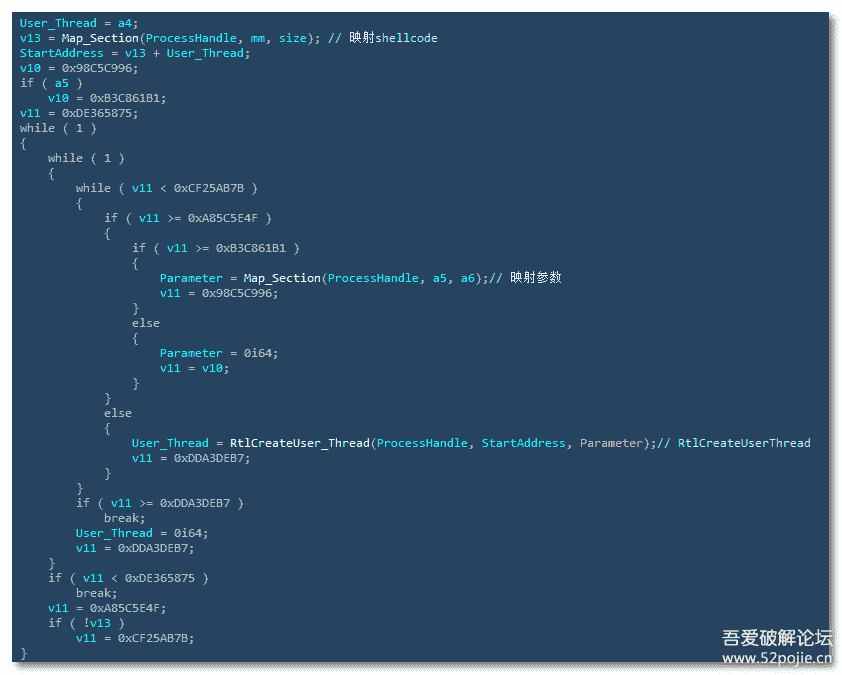 User_Thread = a4;
v13 = Map_Section(ProcessHandle, mm, size); // 映射shellcode
StartAddress = v13 + User_Thread;
v10 = 0x98C5C996;
if ( a5 )
    v10 = 0xB3C861B1;
v11 = 0xDE365875;
while ( 1 )
{
    while ( 1 )
    {
        while ( v11 < 0xCF25AB7B )
        {
            if ( v11 >= 0xA85C5E4F )
            {
                if ( v11 >= 0xB3C861B1 )
                {
                    Parameter = Map_Section(ProcessHandle, a5, a6);// 映射参数
                    v11 = 0x98C5C996;
                }
                else
                {
                    Parameter = 0i64;
                    v11 = v10;
                }
            }
            else
            {
                User_Thread = RtlCreateUser_Thread(ProcessHandle, StartAddress, Parameter);// RtlCreateUserThread
                v11 = 0xDDA3DEB7;
            }
        }
        if ( v11 >= 0xDDA3DEB7 )
            break;
        User_Thread = 0i64;
        v11 = 0xDDA3DEB7;
    }
    if ( v11 < 0xDE365875 )
        break;
    v11 = 0xA85C5E4F;
    if ( !v13 )
        v11 = 0xCF25AB7B;
}
吾爱破解论坛
www.52pojie.cn